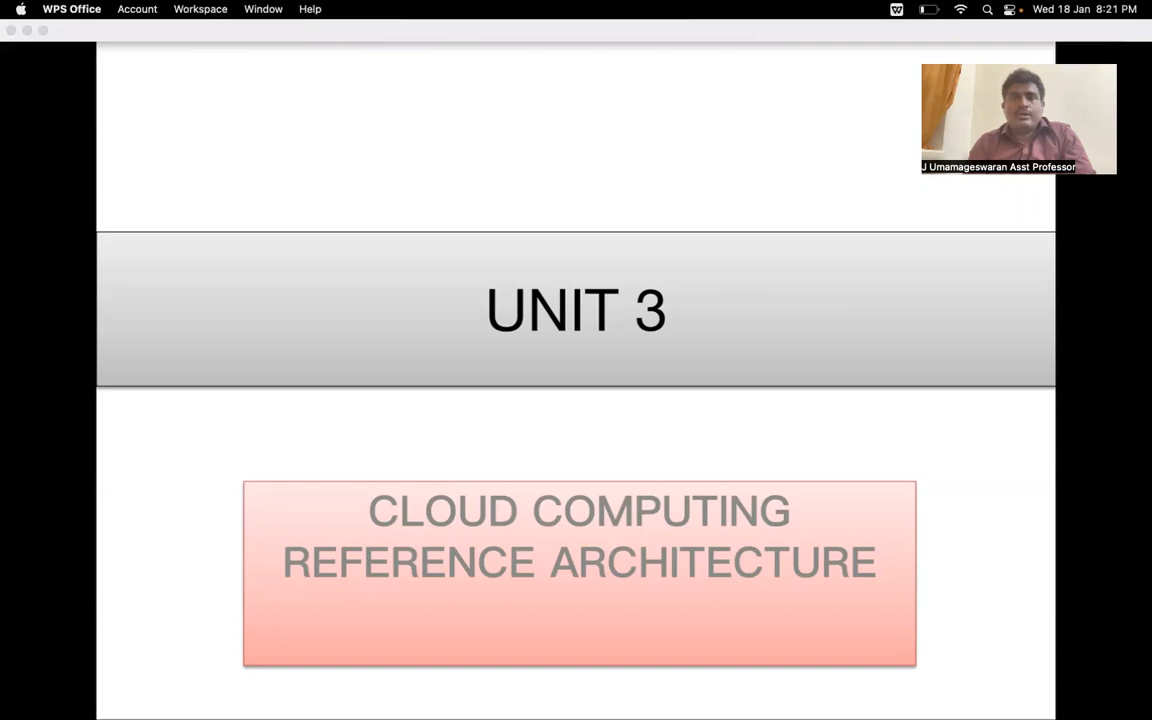 WPS Office Account Workspace Window Help Wed 18 Jan 8:21 PM
J Umamageswaran Asst Professor
UNIT 3
CLOUD COMPUTING
REFERENCE ARCHITECTURE